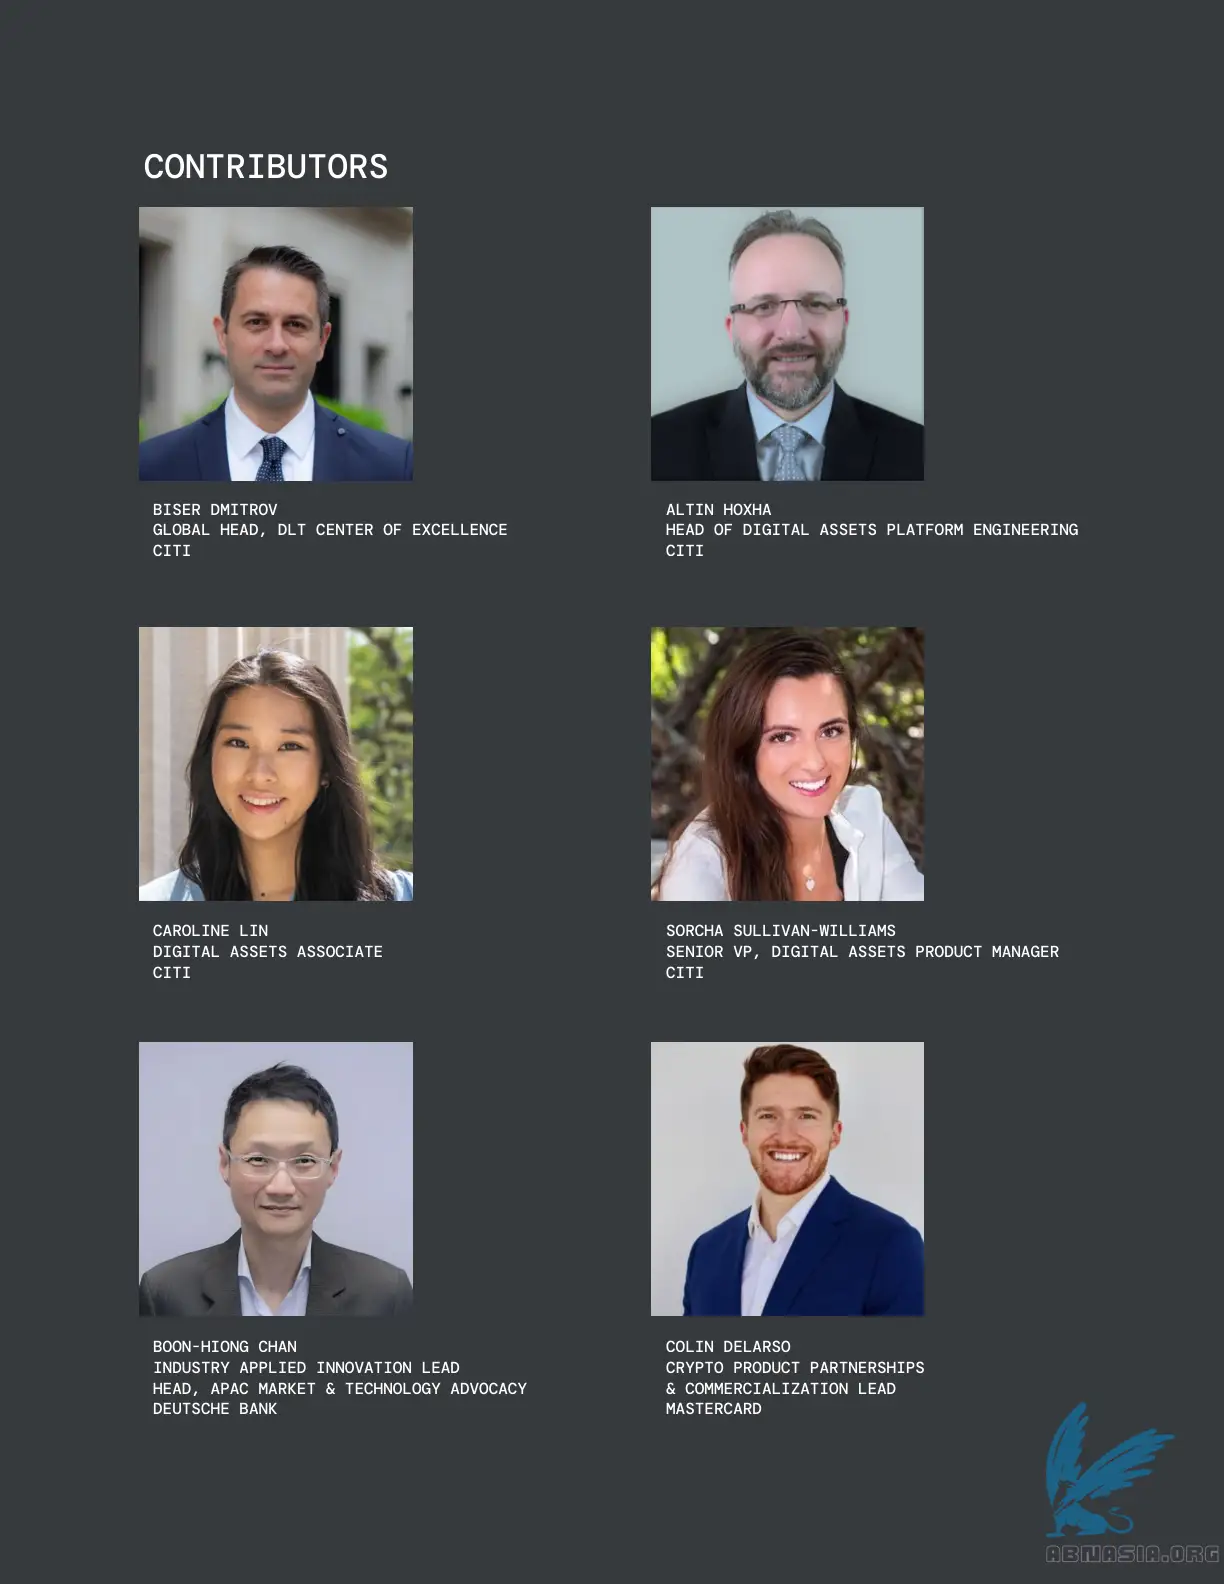 CONTRIBUTORS
BISER DMITROV
GLOBAL HEAD, DLT CENTER OF EXCELLENCE
CITI
ALTIN HOXHA
HEAD OF DIGITAL ASSETS PLATFORM ENGINEERING
CITI
CAROLINE LIN
DIGITAL ASSETS ASSOCIATE
CITI
SORCHA SULLIVAN-WILLIAMS
SENIOR VP, DIGITAL ASSETS PRODUCT MANAGER
CITI
BOON-HIONG CHAN
INDUSTRY APPLIED INNOVATION LEAD
HEAD, APAC MARKET & TECHNOLOGY ADVOCACY
DEUTSCHE BANK
COLIN DELARSO
CRYPTO PRODUCT PARTNERSHIPS
& COMMERCIALIZATION LEAD
MASTERCARD
ABNASIA.ORG